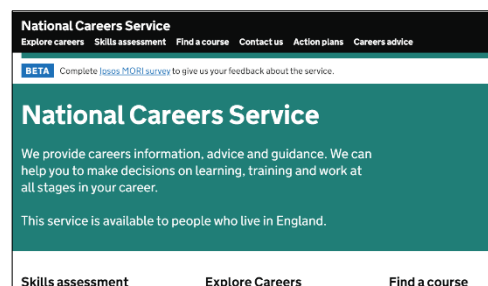 National Careers Service
Explore careers Skills assessment Find a course Contact us Action plans Careers advice
BETA Complete Ipsos MORI survey to give us your feedback about the service.
National Careers Service
We provide careers information, advice and guidance. We can
help you to make decisions on learning, training and work at
all stages in your career.
This service is available to people who live in England.
Skills assessment Explore Careers Find a course